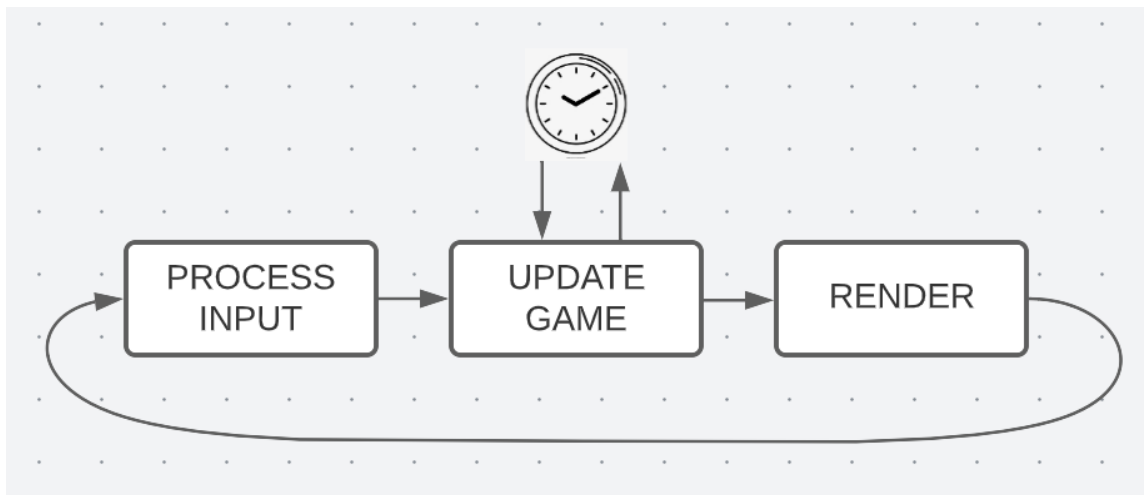 PROCESS
INPUT
UPDATE
GAME
RENDER